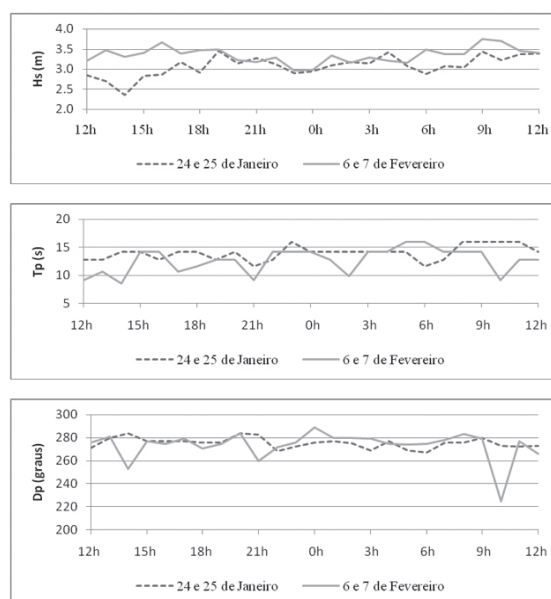 Hs (m)
4.0
3.5
3.0
2.5
2.0
12h 15h 18h 21h 0h 3h 6h 9h 12h
24 e 25 de Janeiro 6 e 7 de Fevereiro
Tp (s)
20
15
10
5
12h 15h 18h 21h 0h 3h 6h 9h 12h
24 e 25 de Janeiro 6 e 7 de Fevereiro
Dp (graus)
300
280
260
240
220
200
12h 15h 18h 21h 0h 3h 6h 9h 12h
24 e 25 de Janeiro 6 e 7 de Fevereiro